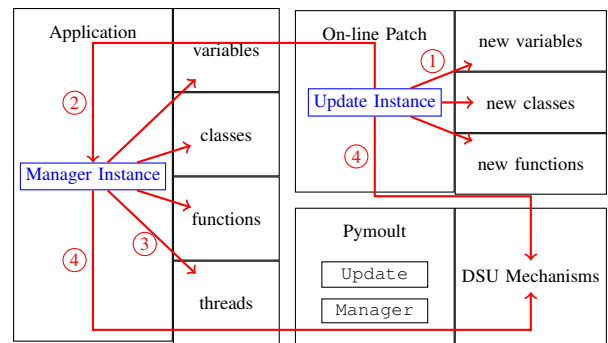 Application
variables
classes
functions
threads
Manager Instance
②
③
④
On-line Patch
new variables
new classes
new functions
Update Instance
①
④
Pymoult
Update
Manager
DSU Mechanisms